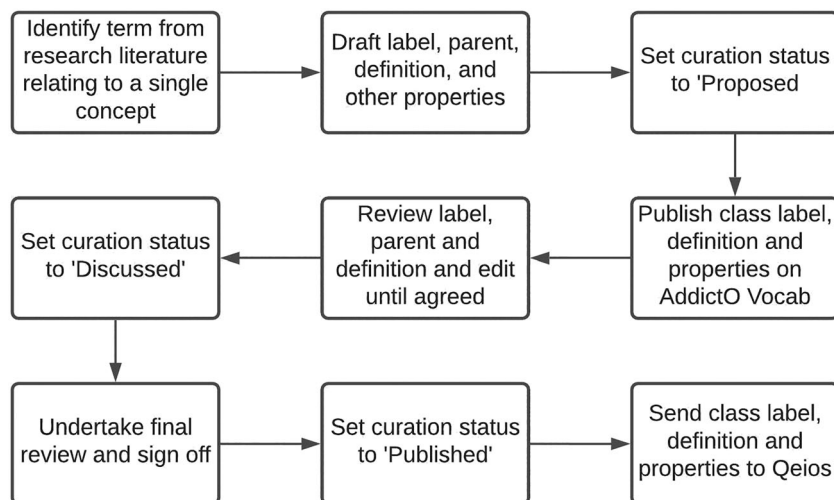 Identify term from
research literature
relating to a single
concept
Draft label, parent,
definition, and
other properties
Set curation status
to 'Proposed
Publish class label,
definition and
properties on
AddictO Vocab
Review label,
parent and
definition and edit
until agreed
Set curation status
to 'Discussed'
Undertake final
review and sign off
Set curation status
to 'Published'
Send class label,
definition and
properties to Qeios